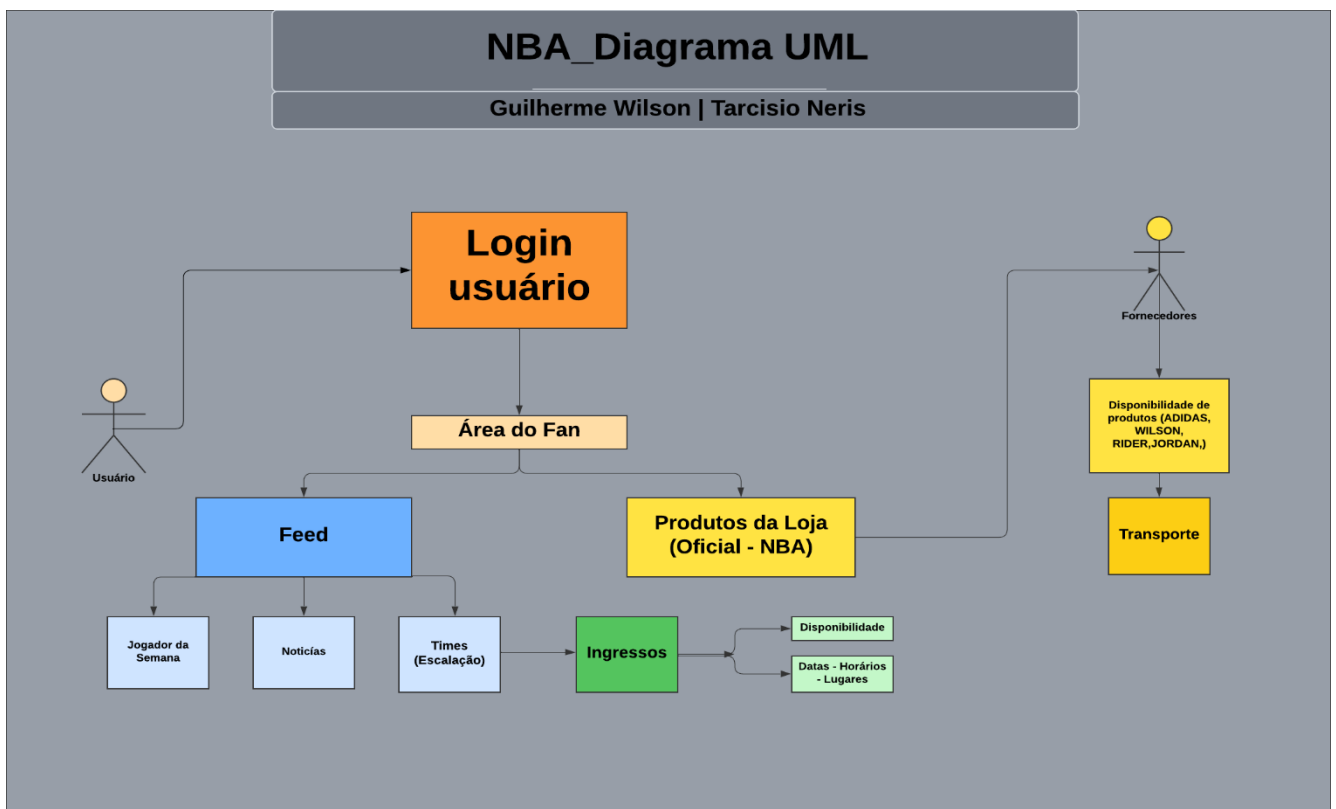 NBA_Diagrama UML
Guilherme Wilson | Tarcisio Neris
Login
usuário
Fornecedores
Usuário
Área do Fan
Disponibilidade de
produtos (ADIDAS,
WILSON,
RIDER,JORDAN,)
Feed
Produtos da Loja
(Oficial - NBA)
Transporte
Jogador da
Semana
Noticías
Times
(Escalação)
Ingressos
Disponibilidade
Datas - Horários
- Lugares